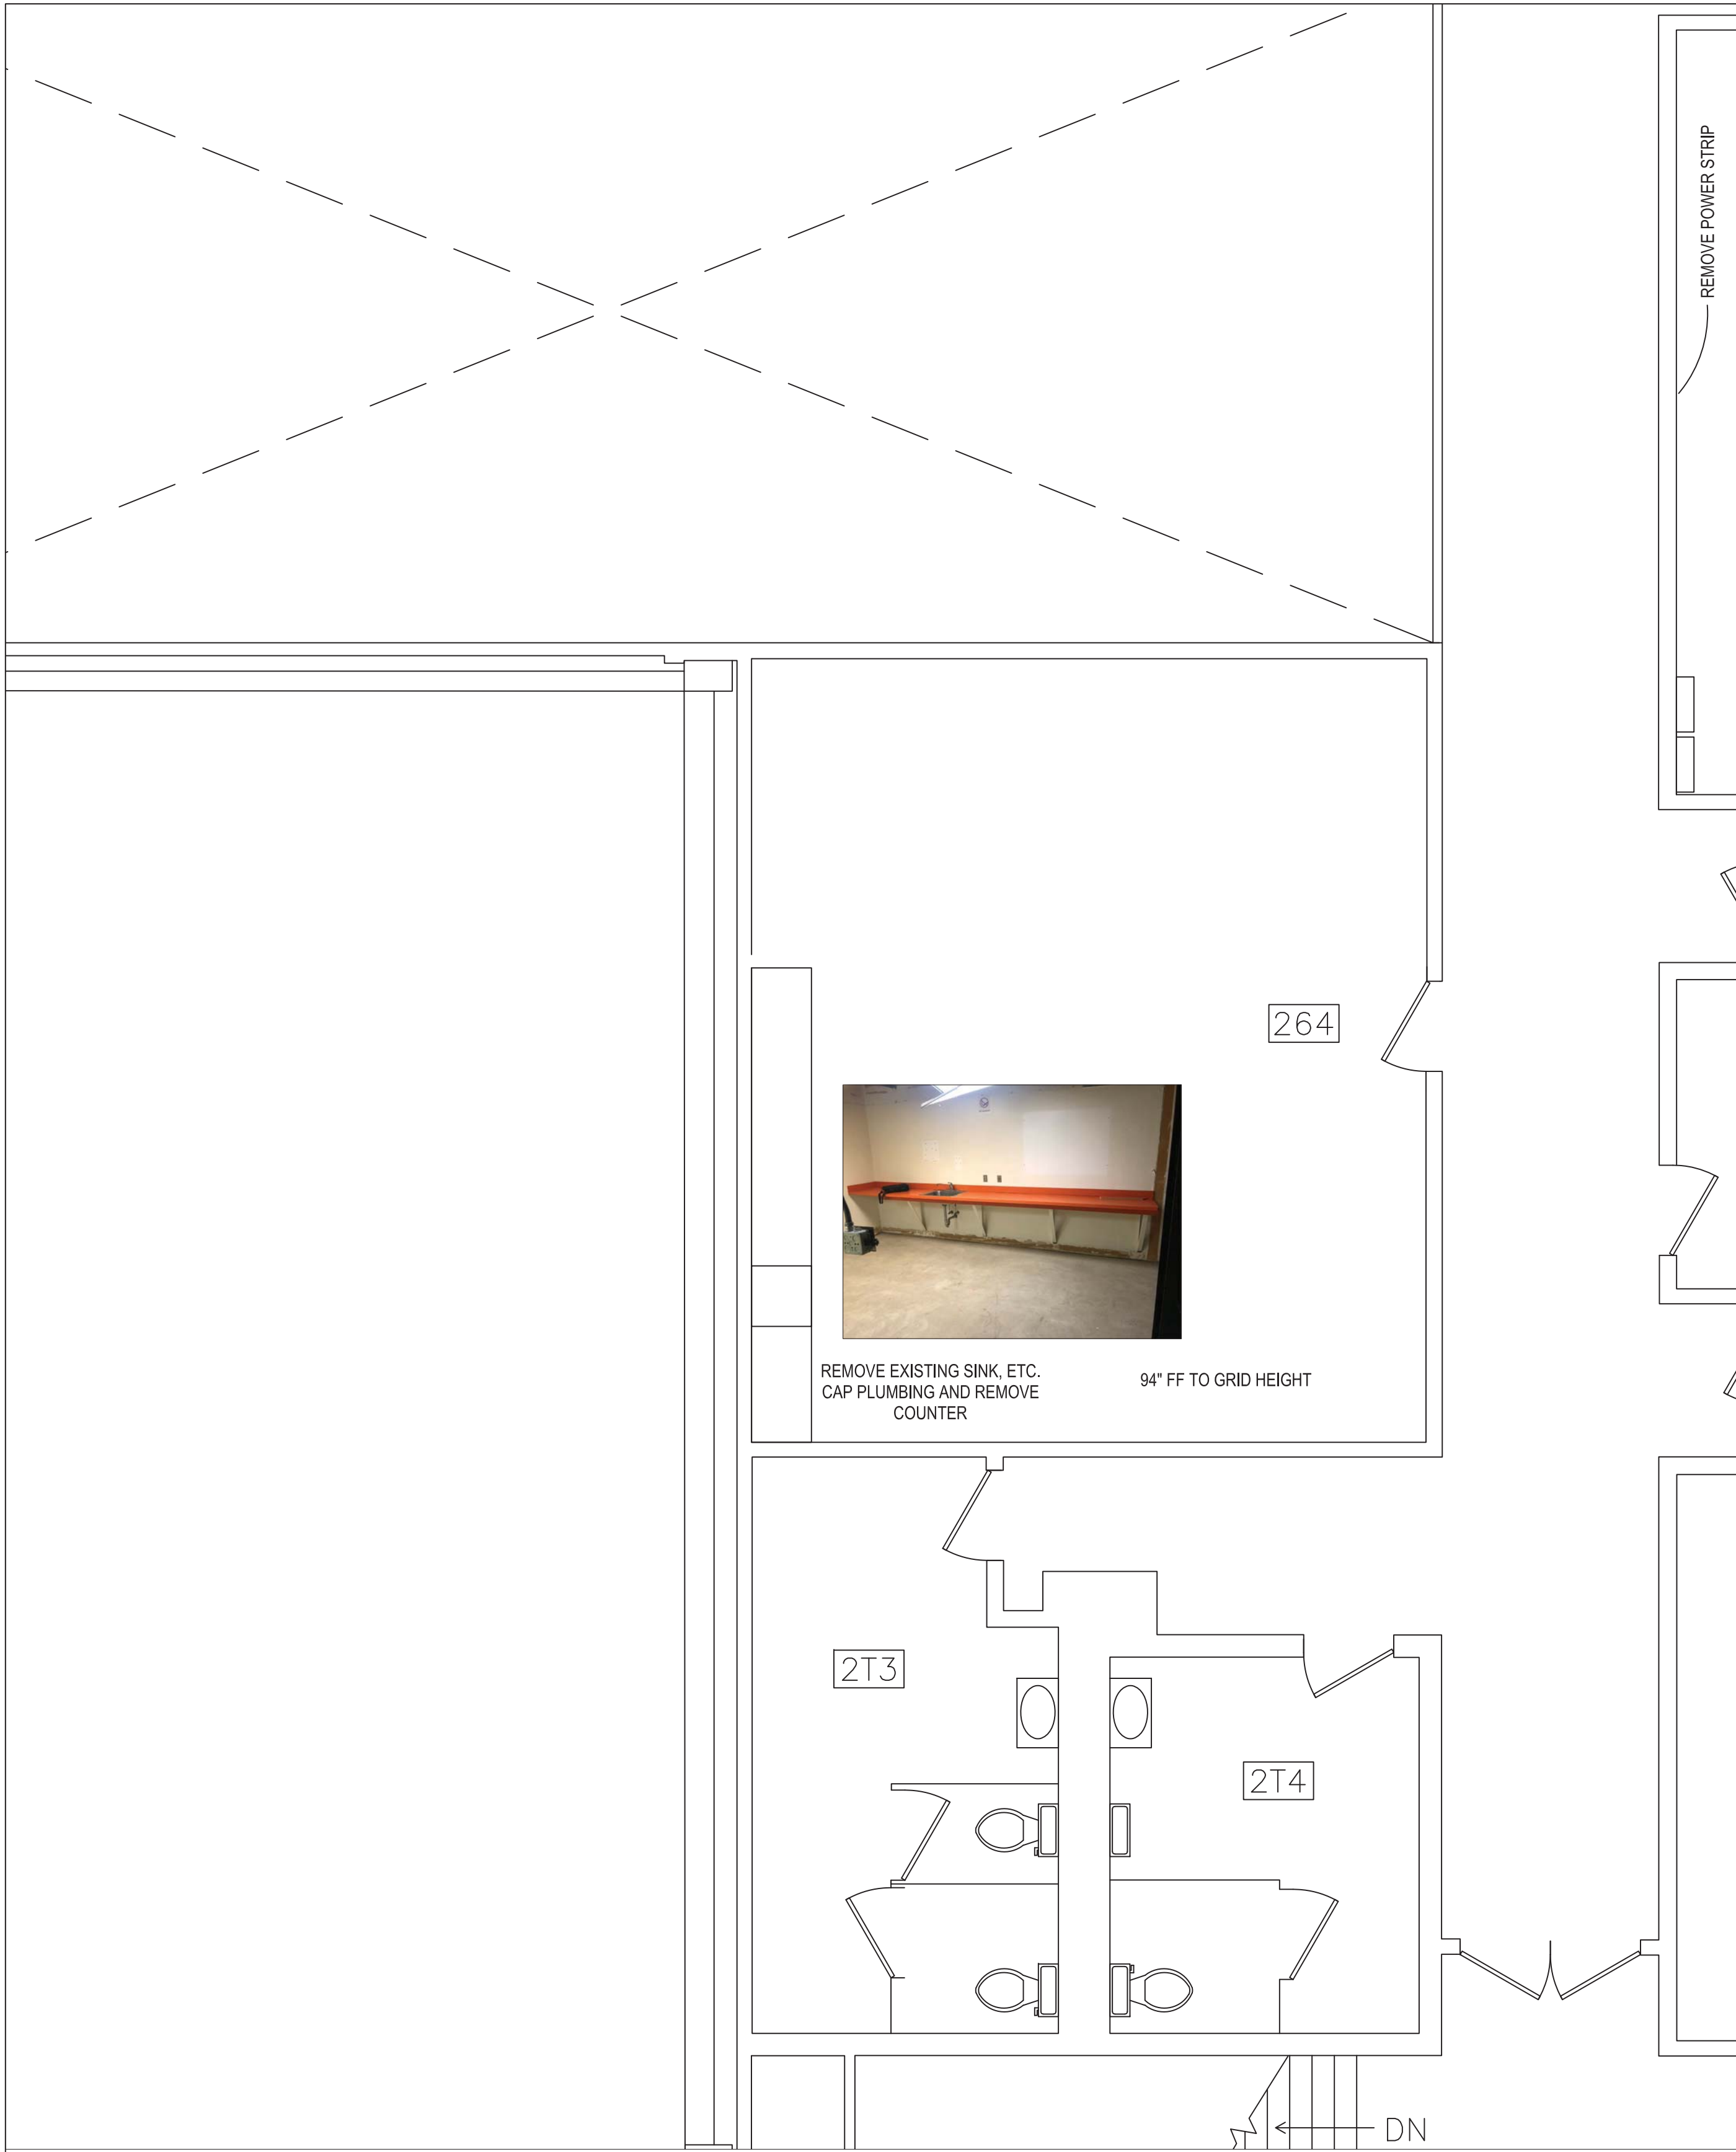 REMOVE POWER STRIP
264
REMOVE EXISTING SINK, ETC.
CAP PLUMBING AND REMOVE
COUNTER
94" FF TO GRID HEIGHT
2T3
2T4
DN